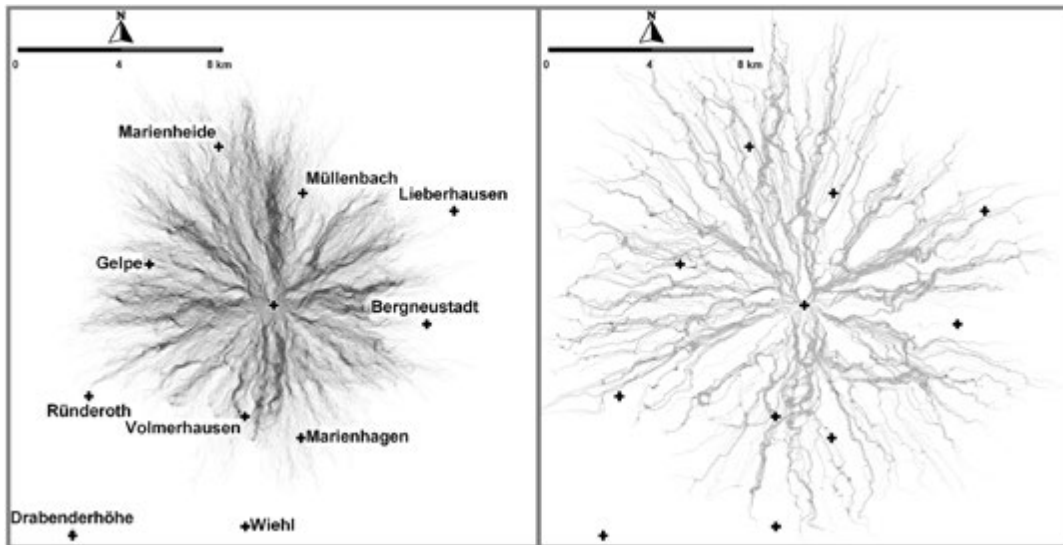 N
0 4 8 km
Marienheide
Müllenbach
Lieberhausen
Gelpe
Bergneustadt
Ründeroth
Volmerhausen
Marienhagen
Drabenderhöhe
Wiehl
N
0 4 8 km